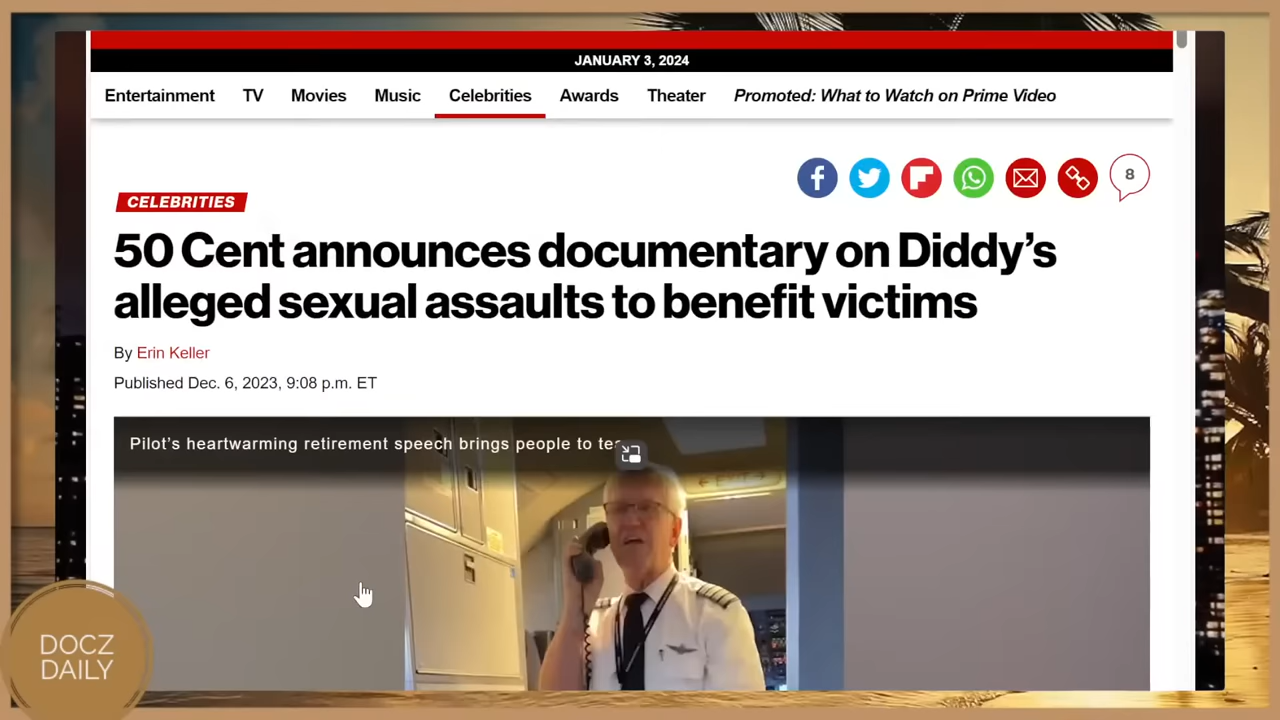 JANUARY 3, 2024
Entertainment TV Movies Music Celebrities Awards Theater Promoted: What to Watch on Prime Video
8
CELEBRITIES
50 Cent announces documentary on Diddy’s
alleged sexual assaults to benefit victims
By Erin Keller
Published Dec. 6, 2023, 9:08 p.m. ET
Pilot’s heartwarming retirement speech brings people to
EXIT
DOCZ
DAILY